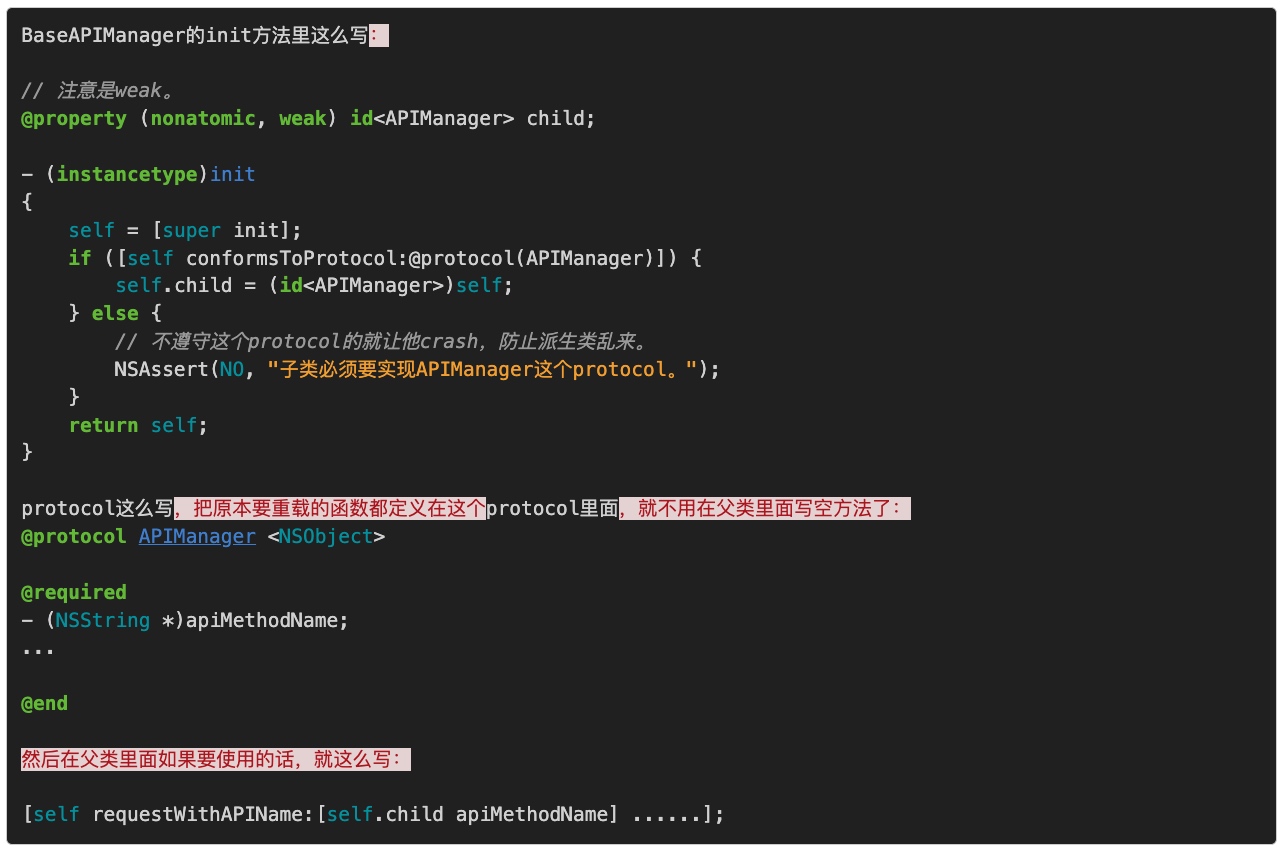 BaseAPIManager的init方法里这么写：
// 注意是weak。
@property (nonatomic, weak) id<APIManager> child;
- (instancetype)init
{
self = [super init];
if ([self conformsToProtocol:@protocol(APIManager)]) {
self.child = (id<APIManager>)self;
} else {
// 不遵守这个protocol的就让他crash，防止派生类乱来。
NSAssert(NO, "子类必须要实现APIManager这个protocol。");
}
return self;
}
protocol这么写，把原本要重载的函数都定义在这个protocol里面，就不用在父类里面写空方法了：
@protocol APIManager <NSObject>
@required
- (NSString *)apiMethodName;
...
@end
然后在父类里面如果要使用的话，就这么写：
[self requestWithAPIName:[self.child apiMethodName] ......];